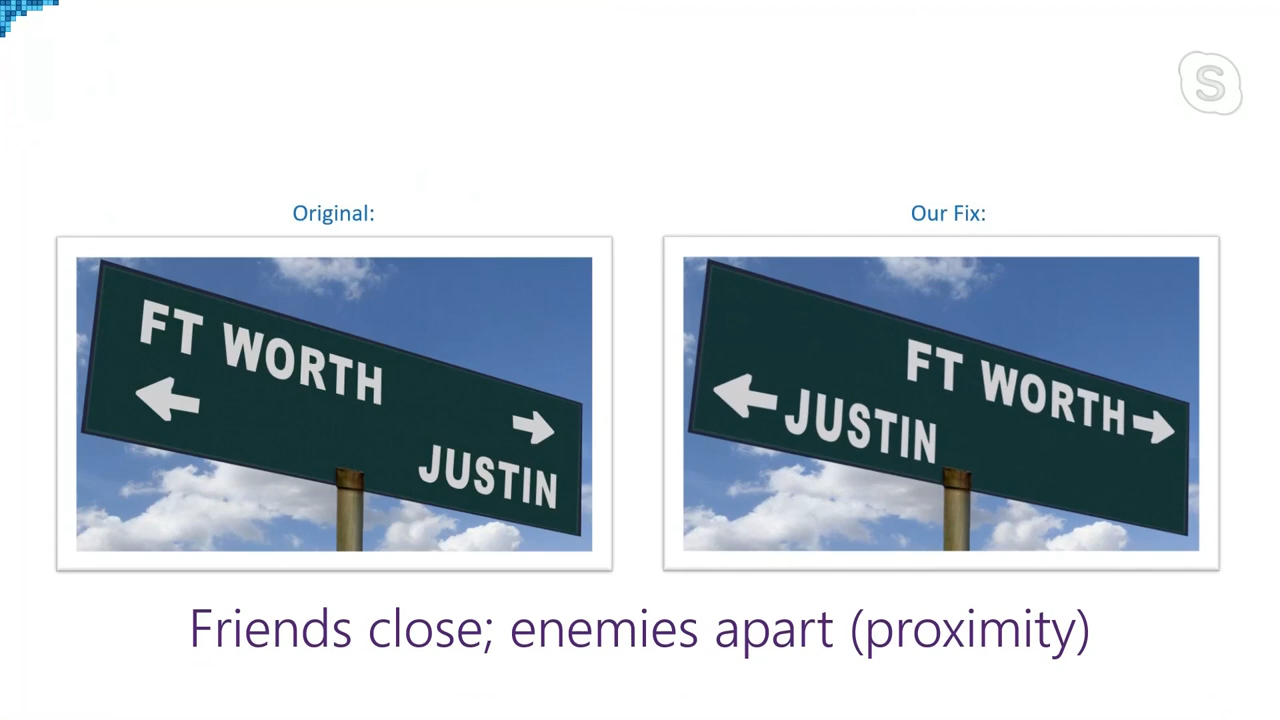 S
Original:
Our Fix:
FT WORTH
JUSTIN
FT WORTH
JUSTIN
Friends close; enemies apart (proximity)